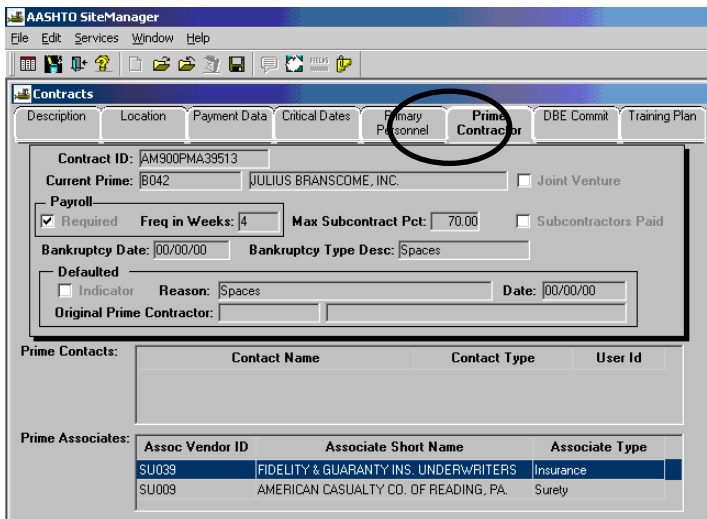 AASHTO SiteManager
File Edit Services Window Help
FIELDS
Contracts
Description Location Payment Data Critical Dates Primary Personnel Prime Contractor DBE Commit Training Plan
Contract ID: AM900PMA39513
Current Prime: B042 JULIUS BRANSCOME, INC. Joint Venture
Payroll
Required Freq in Weeks: 4 Max Subcontract Pct: 70.00 Subcontractors Paid
Bankruptcy Date: 00/00/00 Bankruptcy Type Desc: Spaces
Defaulted
Indicator Reason: Spaces Date: 00/00/00
Original Prime Contractor:
Prime Contacts: Contact Name Contact Type User Id
Prime Associates: Assoc Vendor ID Associate Short Name Associate Type
SU039 FIDELITY & GUARANTY INS. UNDERWRITERS Insurance
SU009 AMERICAN CASUALTY CO. OF READING, PA. Surety